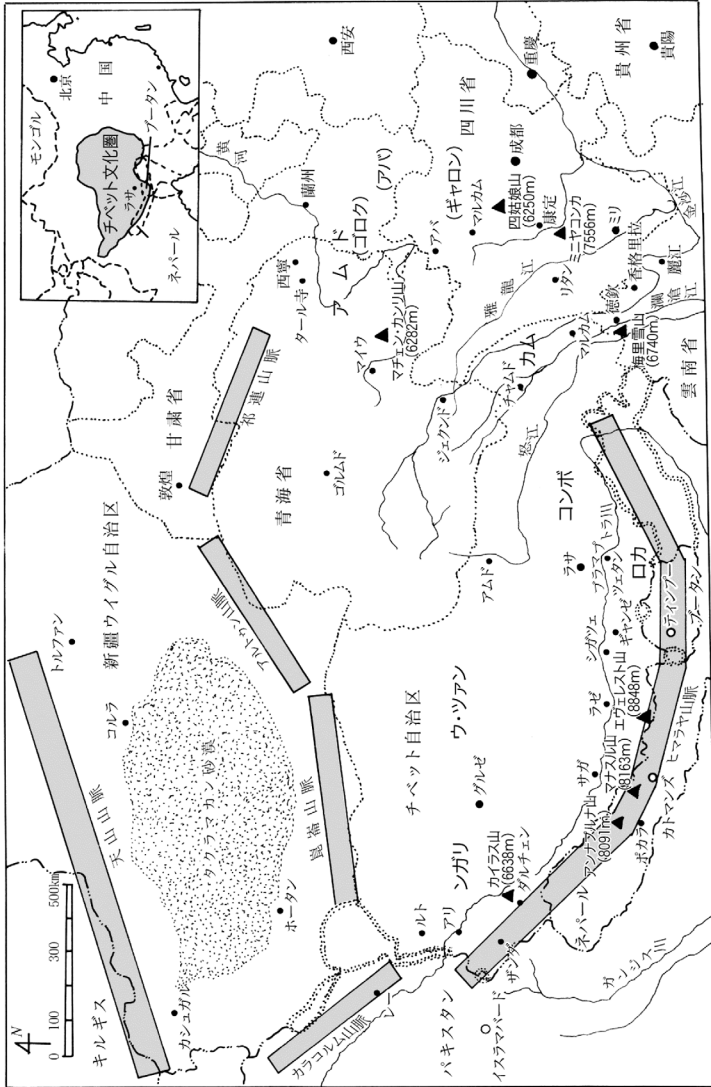 モンゴル
北京
中国
チベット文化圏
ラサ
ブータン
ネパール
N
0 100 300 500km
キルギス
天山山脈
トルファン
新疆ウイグル自治区
コルラ
カシュガル
タクラマカン砂漠
ホータン
アルトゥン山脈
崑崙山脈
カラコルム山脈
レー
パキスタン
イスラマバード
敦煌
甘粛省
祁連山脈
青海省
ゴルムド
西寧
タール寺
蘭州
黄河
西安
アムド
(ゴロク)
(アバ)
マイウ
マチェン・カンリ山
(6282m)
アバ
(ギャロン)
マルカム
四川省
四姑娘山
(6250m)
成都
重慶
貴州省
貴陽
康定
ミニヤコンカ
(7556m)
リタン
ミリ
雅龍江
金沙江
香格里拉
麗江
徳欽
瀾滄江
マルカム
梅里雪山
(6740m)
雲南省
カム
チャムド
ジェクンド
怒江
アムド
チベット自治区
ウ・ツァン
グルゼ
ルト
アリ
ンガリ
カイラス山
(6638m)
ダルチェン
ザンダ
サガ
ラゼ
シガツェ
ギャンゼ
ツェタン
ブラマプトラ川
ラサ
コンボ
ロカ
ティンプー
ブータン
エヴェレスト山
(8848m)
マナスル山
(8163m)
アンナプルナ山
(8091m)
ポカラ
カトマンズ
ヒマラヤ山脈
ネパール
ガンジス川